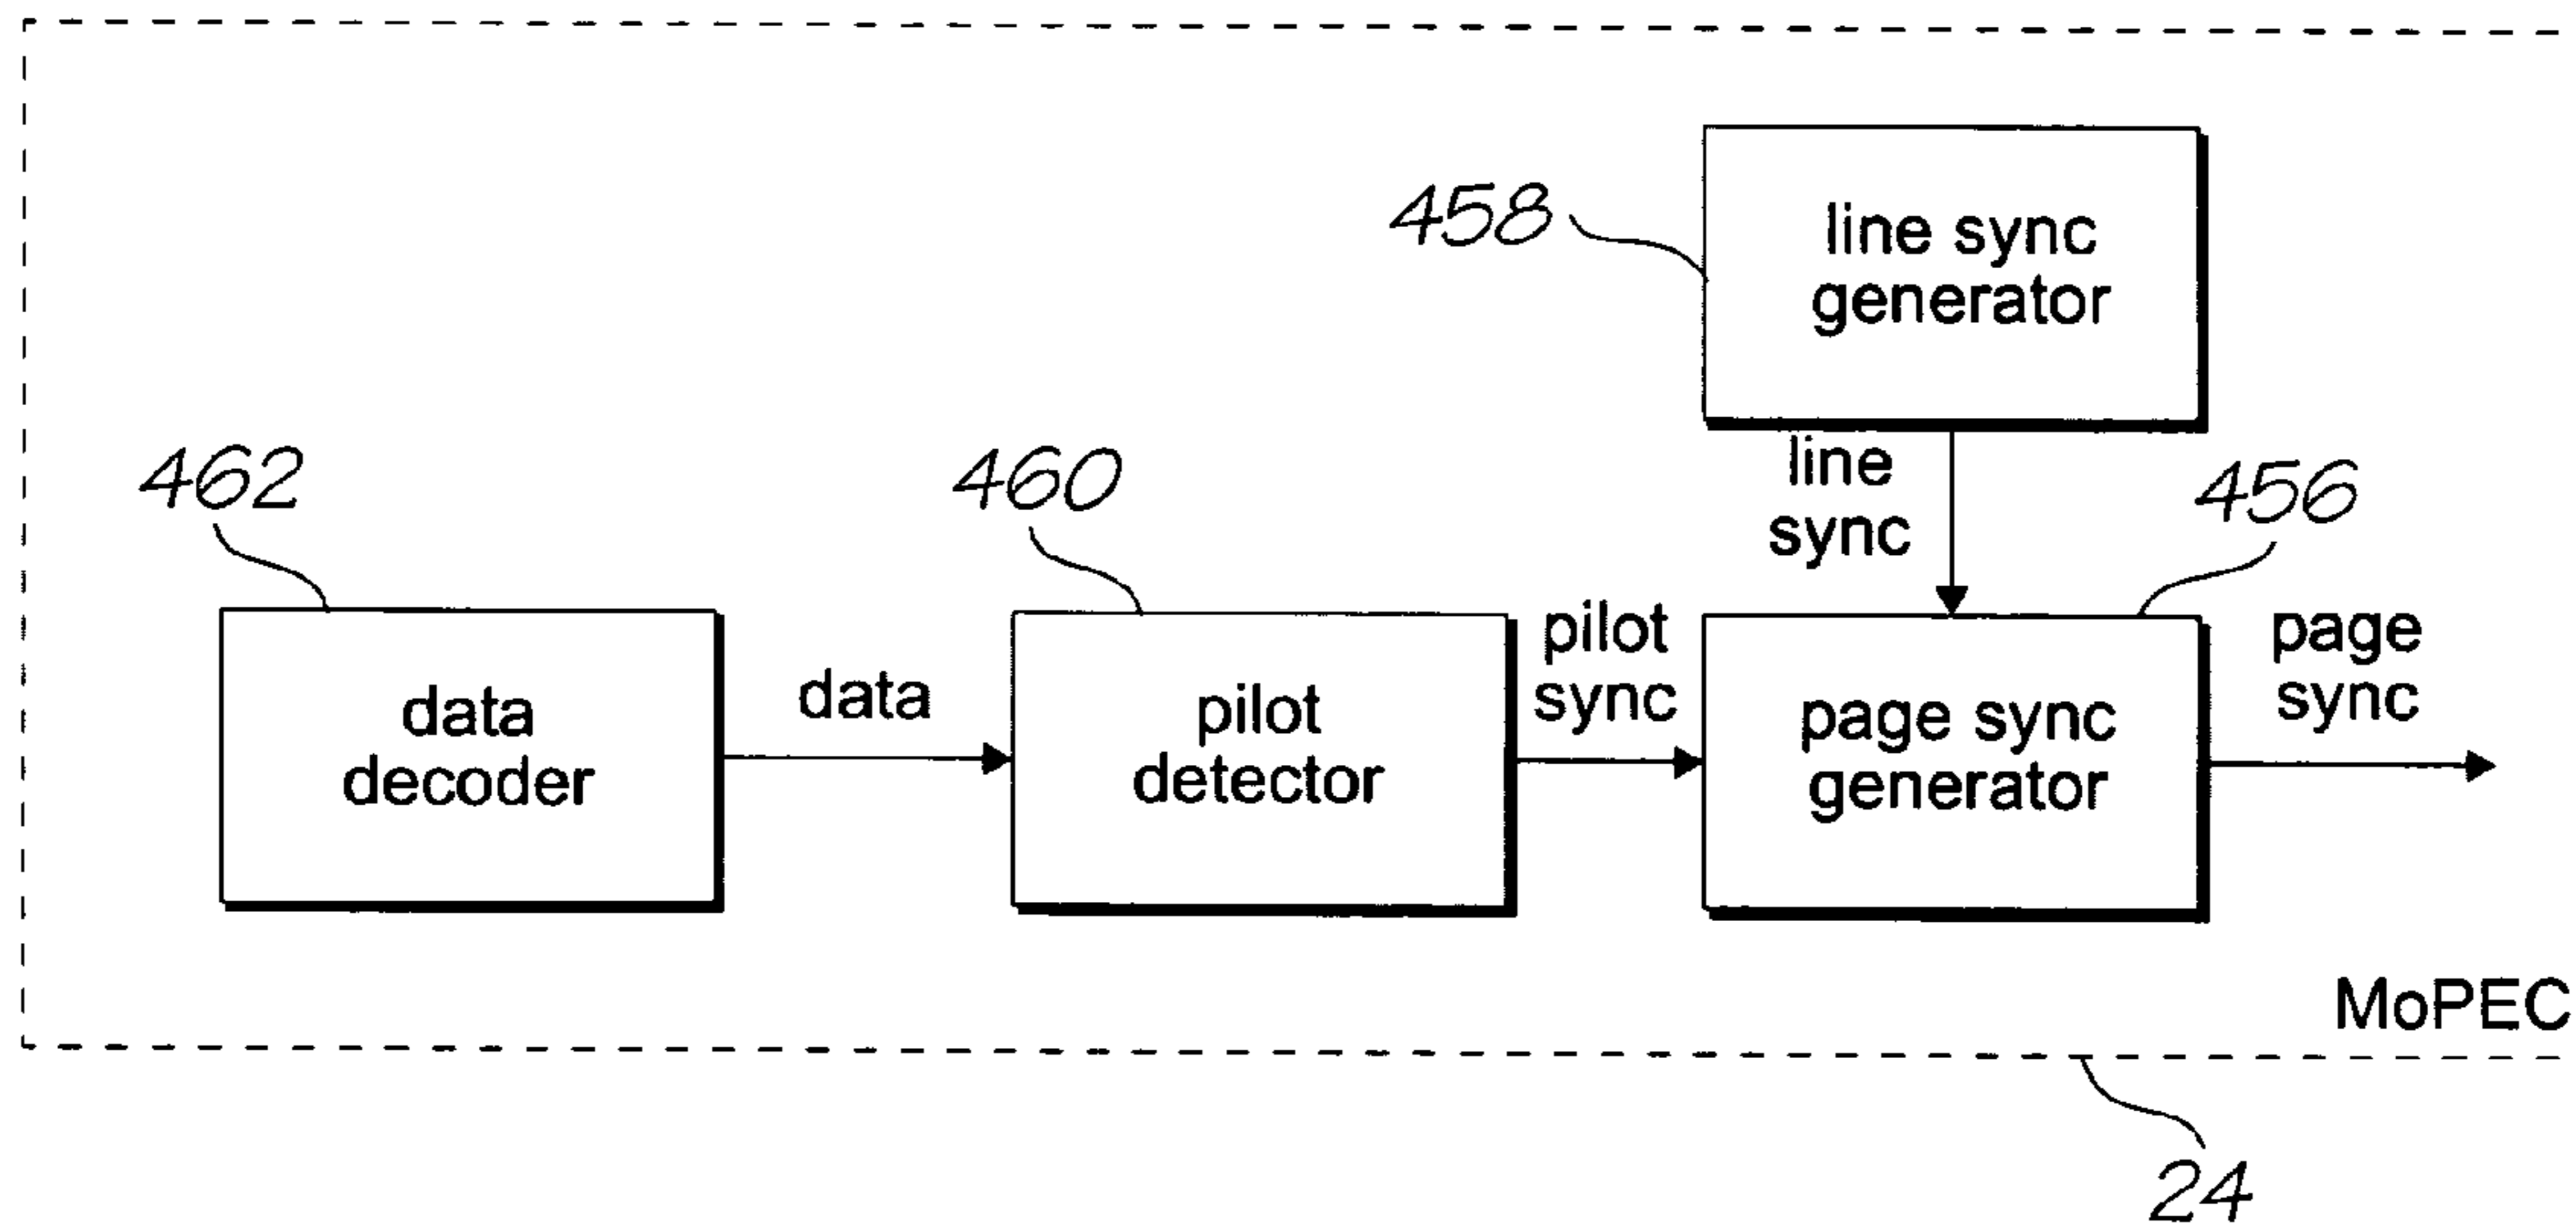 458
line sync
generator
line
sync
462
460
456
data
decoder
data
pilot
detector
pilot
sync
page sync
generator
page
sync
MoPEC
24